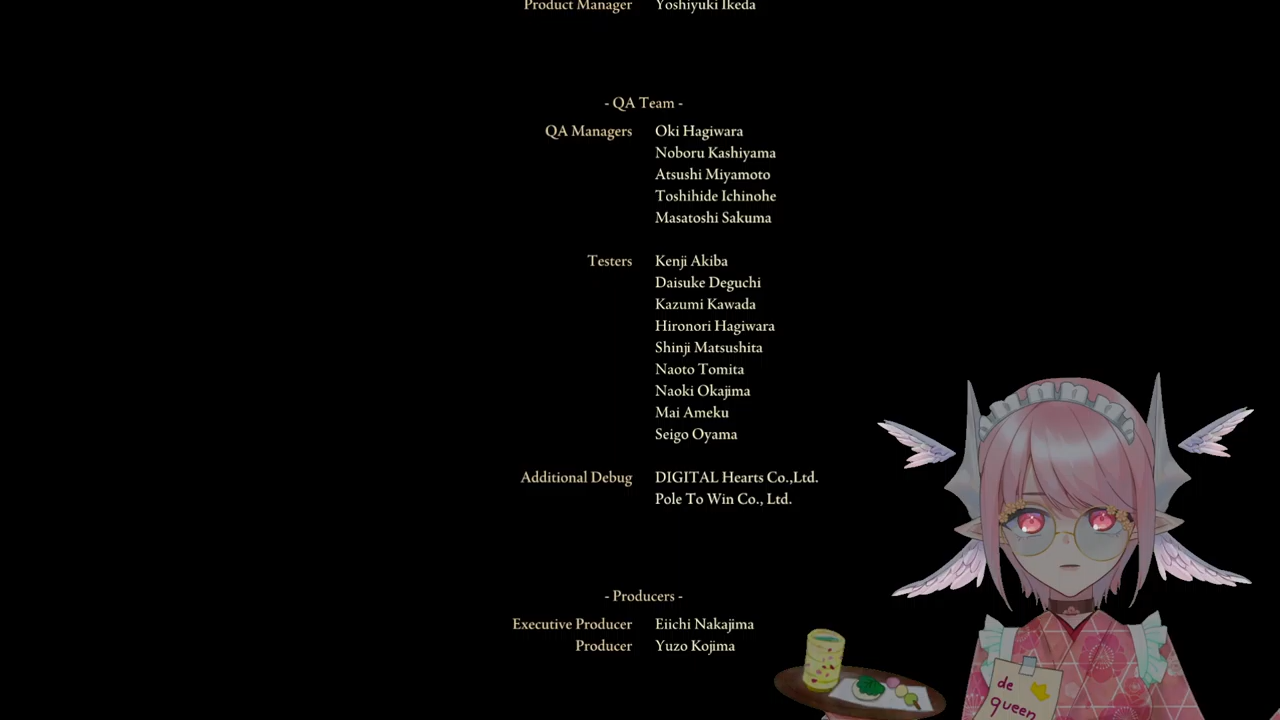 Product Manager Yoshiyuki Ikeda
- QA Team -
QA Managers Oki Hagiwara
Noboru Kashiyama
Atsushi Miyamoto
Toshihide Ichinohe
Masatoshi Sakuma
Testers Kenji Akiba
Daisuke Deguchi
Kazumi Kawada
Hironori Hagiwara
Shinji Matsushita
Naoto Tomita
Naoki Okajima
Mai Ameku
Seigo Oyama
Additional Debug DIGITAL Hearts Co.,Ltd.
Pole To Win Co., Ltd.
- Producers -
Executive Producer Eiichi Nakajima
Producer Yuzo Kojima
de
queen